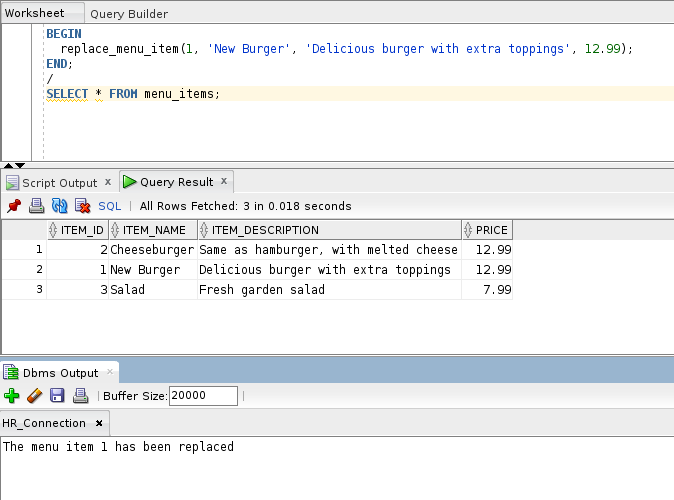 Worksheet Query Builder
BEGIN
replace_menu_item(1, 'New Burger', 'Delicious burger with extra toppings', 12.99);
END;
/
SELECT * FROM menu_items;
Script Output x Query Result x
SQL | All Rows Fetched: 3 in 0.018 seconds
ITEM_ID ITEM_NAME ITEM_DESCRIPTION PRICE
1 2 Cheeseburger Same as hamburger, with melted cheese 12.99
2 1 New Burger Delicious burger with extra toppings 12.99
3 3 Salad Fresh garden salad 7.99
Dbms Output x
Buffer Size: 20000
HR_Connection x
The menu item 1 has been replaced